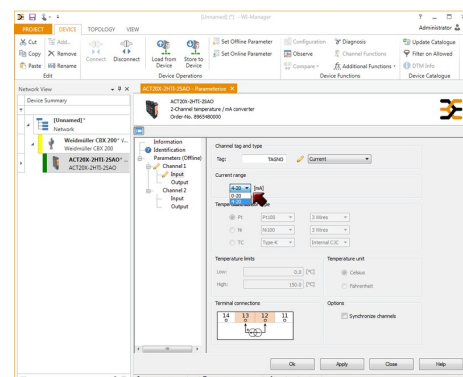 [Unnamed] (*) - WI-Manager
PROJECT DEVICE TOPOLOGY VIEW Administrator
Cut Add...
Copy Remove
Paste Rename
Edit
Connect Disconnect
Load from Device Store to Device
Set Offline Parameter
Set Online Parameter
Device Operations
Configuration Diagnosis
Observe Channel Functions
Compare Additional Functions
Device Functions
Update Catalogue
Filter on Allowed
DTM Info
Device Catalogue
Network View
Device Summary
[Unnamed]*
Network
Weidmüller CBX 200* V...
Weidmüller CBX 200
ACT20X-2HTI-2SAO* ...
ACT20X-2HTI-2SAO
ACT20X-2HTI-2SAO - Parameterize
ACT20X-2HTI-2SAO
2-Channel temperature / mA converter
Order-No. 8965480000
Information
Identification
Parameters (Offline)
Channel 1
Input
Output
Channel 2
Input
Output
Channel tag and type
Tag: TAGNO Current
Current range
4-20 [mA]
0-20
4-20
Pt Pt100 3 Wires
Ni Ni100 3 Wires
TC Type-K Internal CJC
Temperature limits
Low: 0.0 [°C]
High: 150.0 [°C]
Temperature unit
Celsius
Fahrenheit
Terminal connections
14 13 12 11
Options
Synchronize channels
Ok Apply Close Help